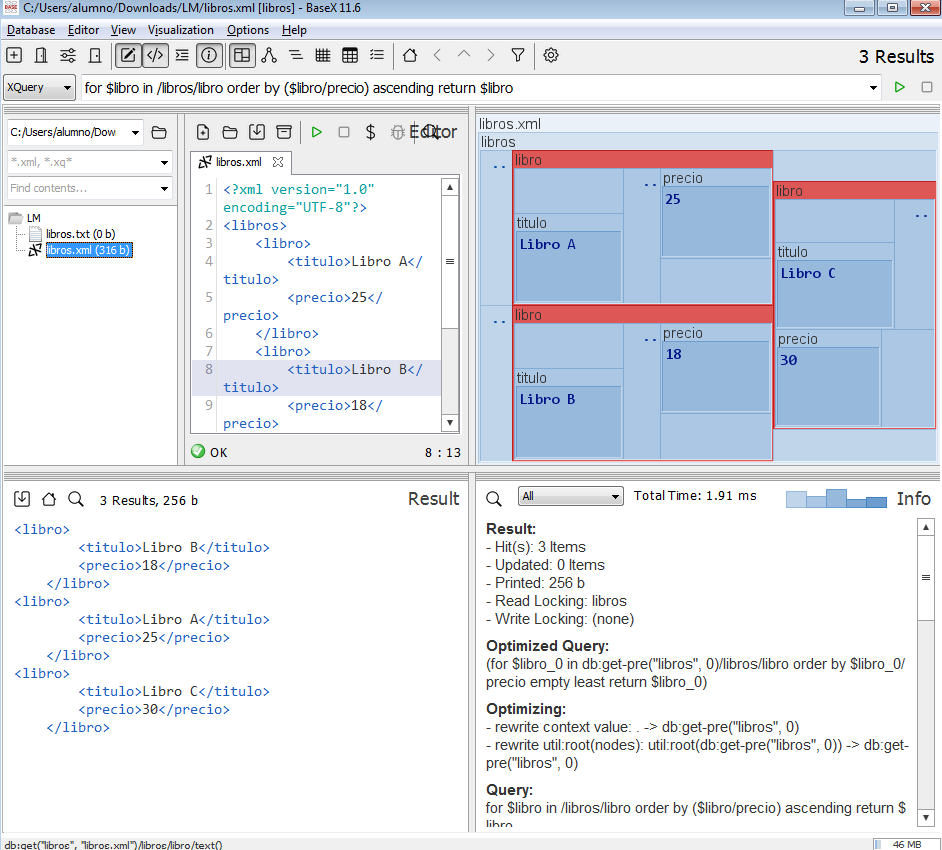 C:/Users/alumno/Downloads/LM/libros.xml [libros] - BaseX 11.6
Database Editor View Visualization Options Help
3 Results
XQuery for $libro in /libros/libro order by ($libro/precio) ascending return $libro
C:/Users/alumno/Dow
*.xml, *.xq*
Find contents...
LM
libros.txt (0 b)
libros.xml (316 b)
Editor
libros.xml
1 <?xml version="1.0"
encoding="UTF-8"?>
2 <libros>
3 <libro>
4 <titulo>Libro A</
titulo>
5 <precio>25</
precio>
6 </libro>
7 <libro>
8 <titulo>Libro B</
titulo>
9 <precio>18</
precio>
OK 8 : 13
libros.xml
libros
..
libro
titulo
Libro A
..
precio
25
..
libro
titulo
Libro B
..
precio
18
libro
..
titulo
Libro C
precio
30
3 Results, 256 b Result
<libro>
<titulo>Libro B</titulo>
<precio>18</precio>
</libro>
<libro>
<titulo>Libro A</titulo>
<precio>25</precio>
</libro>
<libro>
<titulo>Libro C</titulo>
<precio>30</precio>
</libro>
All Total Time: 1.91 ms Info
Result:
- Hit(s): 3 Items
- Updated: 0 Items
- Printed: 256 b
- Read Locking: libros
- Write Locking: (none)
Optimized Query:
(for $libro_0 in db:get-pre("libros", 0)/libros/libro order by $libro_0/
precio empty least return $libro_0)
Optimizing:
- rewrite context value: . -> db:get-pre("libros", 0)
- rewrite util:root(nodes): util:root(db:get-pre("libros", 0)) -> db:get-
pre("libros", 0)
Query:
for $libro in /libros/libro order by ($libro/precio) ascending return $
libro
db:get("libros", "libros.xml")/libros/libro/text()
46 MB